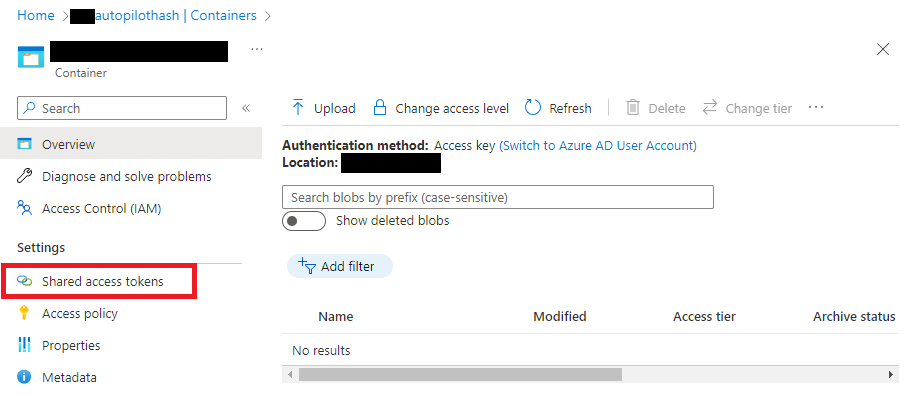 Home > autopilothash | Containers >
...
Container
Search
«
Upload Change access level Refresh Delete Change tier ...
Overview
Authentication method: Access key (Switch to Azure AD User Account)
Diagnose and solve problems
Location:
Access Control (IAM)
Search blobs by prefix (case-sensitive)
Show deleted blobs
Settings
Add filter
Shared access tokens
Access policy
Name Modified Access tier Archive status
Properties
No results
Metadata